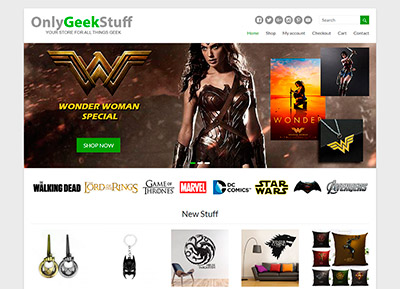 OnlyGeekStuff
YOUR STORE FOR ALL THINGS GEEK
Search
Home Shop My account Checkout Cart Contact
WONDER WOMAN
SPECIAL
SHOP NOW
WONDER
THE WALKING DEAD
THE LORD OF THE RINGS
GAME OF THRONES
MARVEL
DC COMICS
STAR WARS
AVENGERS
New Stuff